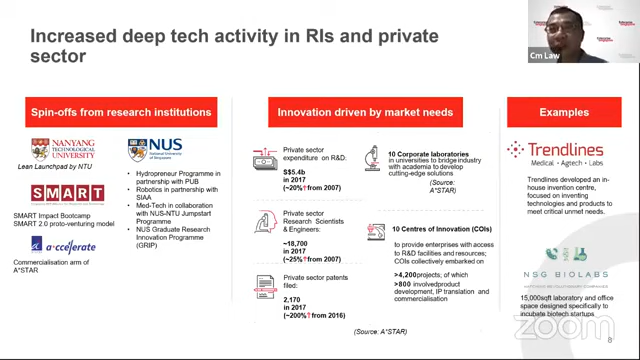 Increased deep tech activity in RIs and private
sector
Cm Law
Spin-offs from research institutions
NANYANG
TECHNOLOGICAL
UNIVERSITY
Lean Launchpad by NTU
SMART
SMART Impact Bootcamp
SMART 2.0 proto-venturing model
a*ccelerate
Commercialisation arm of
A*STAR
NUS
National University
of Singapore
• Hydropreneur Programme in
partnership with PUB
• Robotics in partnership with
SIAA
• Med-Tech in collaboration with
NUS-NTU Jumpstart
Programme
• NUS Graduate Research
Innovation Programme
(GRIP)
Innovation driven by market needs
Private sector
expenditure on R&D:
S$5.4b
in 2017
(~20%↑from 2007)
Private sector
Research Scientists
& Engineers:
~18,700
in 2017
(~25%↑from 2007)
Private sector patents
filed:
2,170
in 2017
(~200%↑from 2016)
10 Corporate laboratories
in universities to bridge industry
with academia to develop
cutting-edge solutions
(Source:
A*STAR)
10 Centres of Innovation (COIs)
to provide enterprises with access
to R&D facilities and resources;
COIs collectively embarked on
>4,200projects; of which
>800 involvedproduct
development, IP translation and
commercialisation
(Source: A*STAR)
Examples
Trendlines
Medical • Agtech • Labs
Trendlines developed an in-
house invention centre,
focused on inventing
technologies and products to
meet critical unmet needs.
NSG BIOLABS
15,000sqft laboratory and office
space designed specifically to
incubate biotech startups
zoom
8